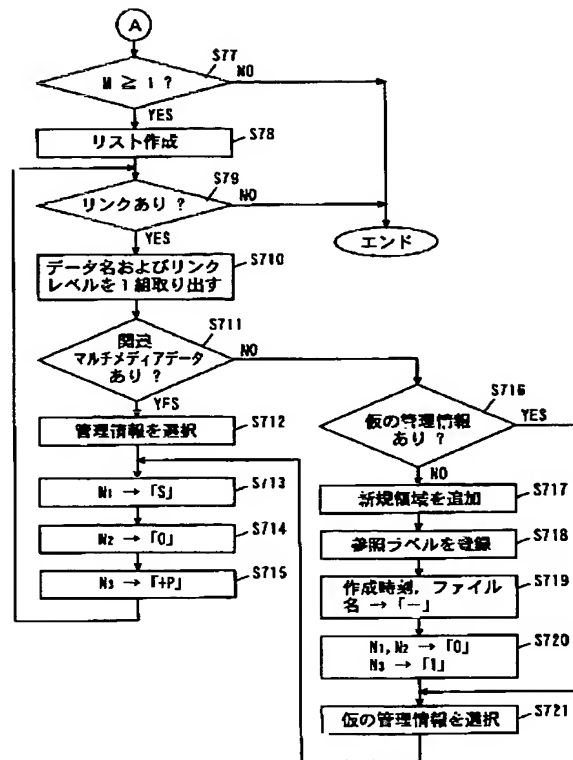 A
S77
M ≧ 1 ?
NO
YES
リスト作成
S78
S79
リンクあり ?
NO
YES
エンド
データ名およびリンク
レベルを1組取り出す
S710
S711
関連
マルチメディアデータ
あり ?
NO
YES
S716
仮の管理情報
あり ?
YES
NO
管理情報を選択
S712
N1 → 「S」
S713
N2 → 「0」
S714
N3 → 「+P」
S715
新規領域を追加
S717
参照ラベルを登録
S718
作成時刻, ファイル
名 → 「−」
S719
N1, N2 → 「0」
N3 → 「1」
S720
仮の管理情報を選択
S721